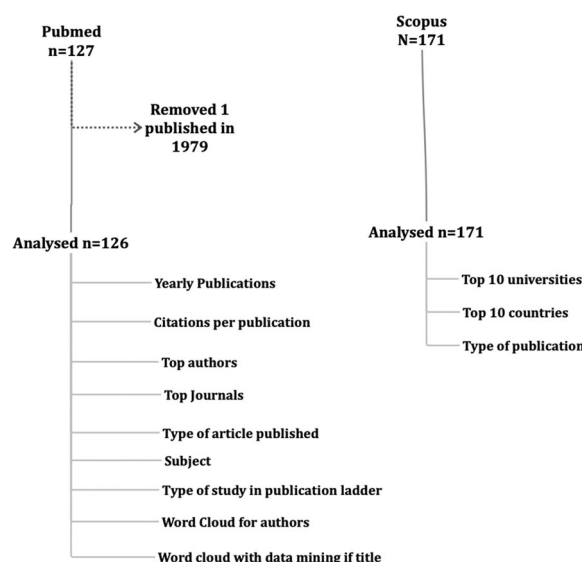 Pubmed
n=127
Removed 1
published in
1979
Analysed n=126
Yearly Publications
Citations per publication
Top authors
Top Journals
Type of article published
Subject
Type of study in publication ladder
Word Cloud for authors
Word cloud with data mining if title
Scopus
N=171
Analysed n=171
Top 10 universities
Top 10 countries
Type of publication